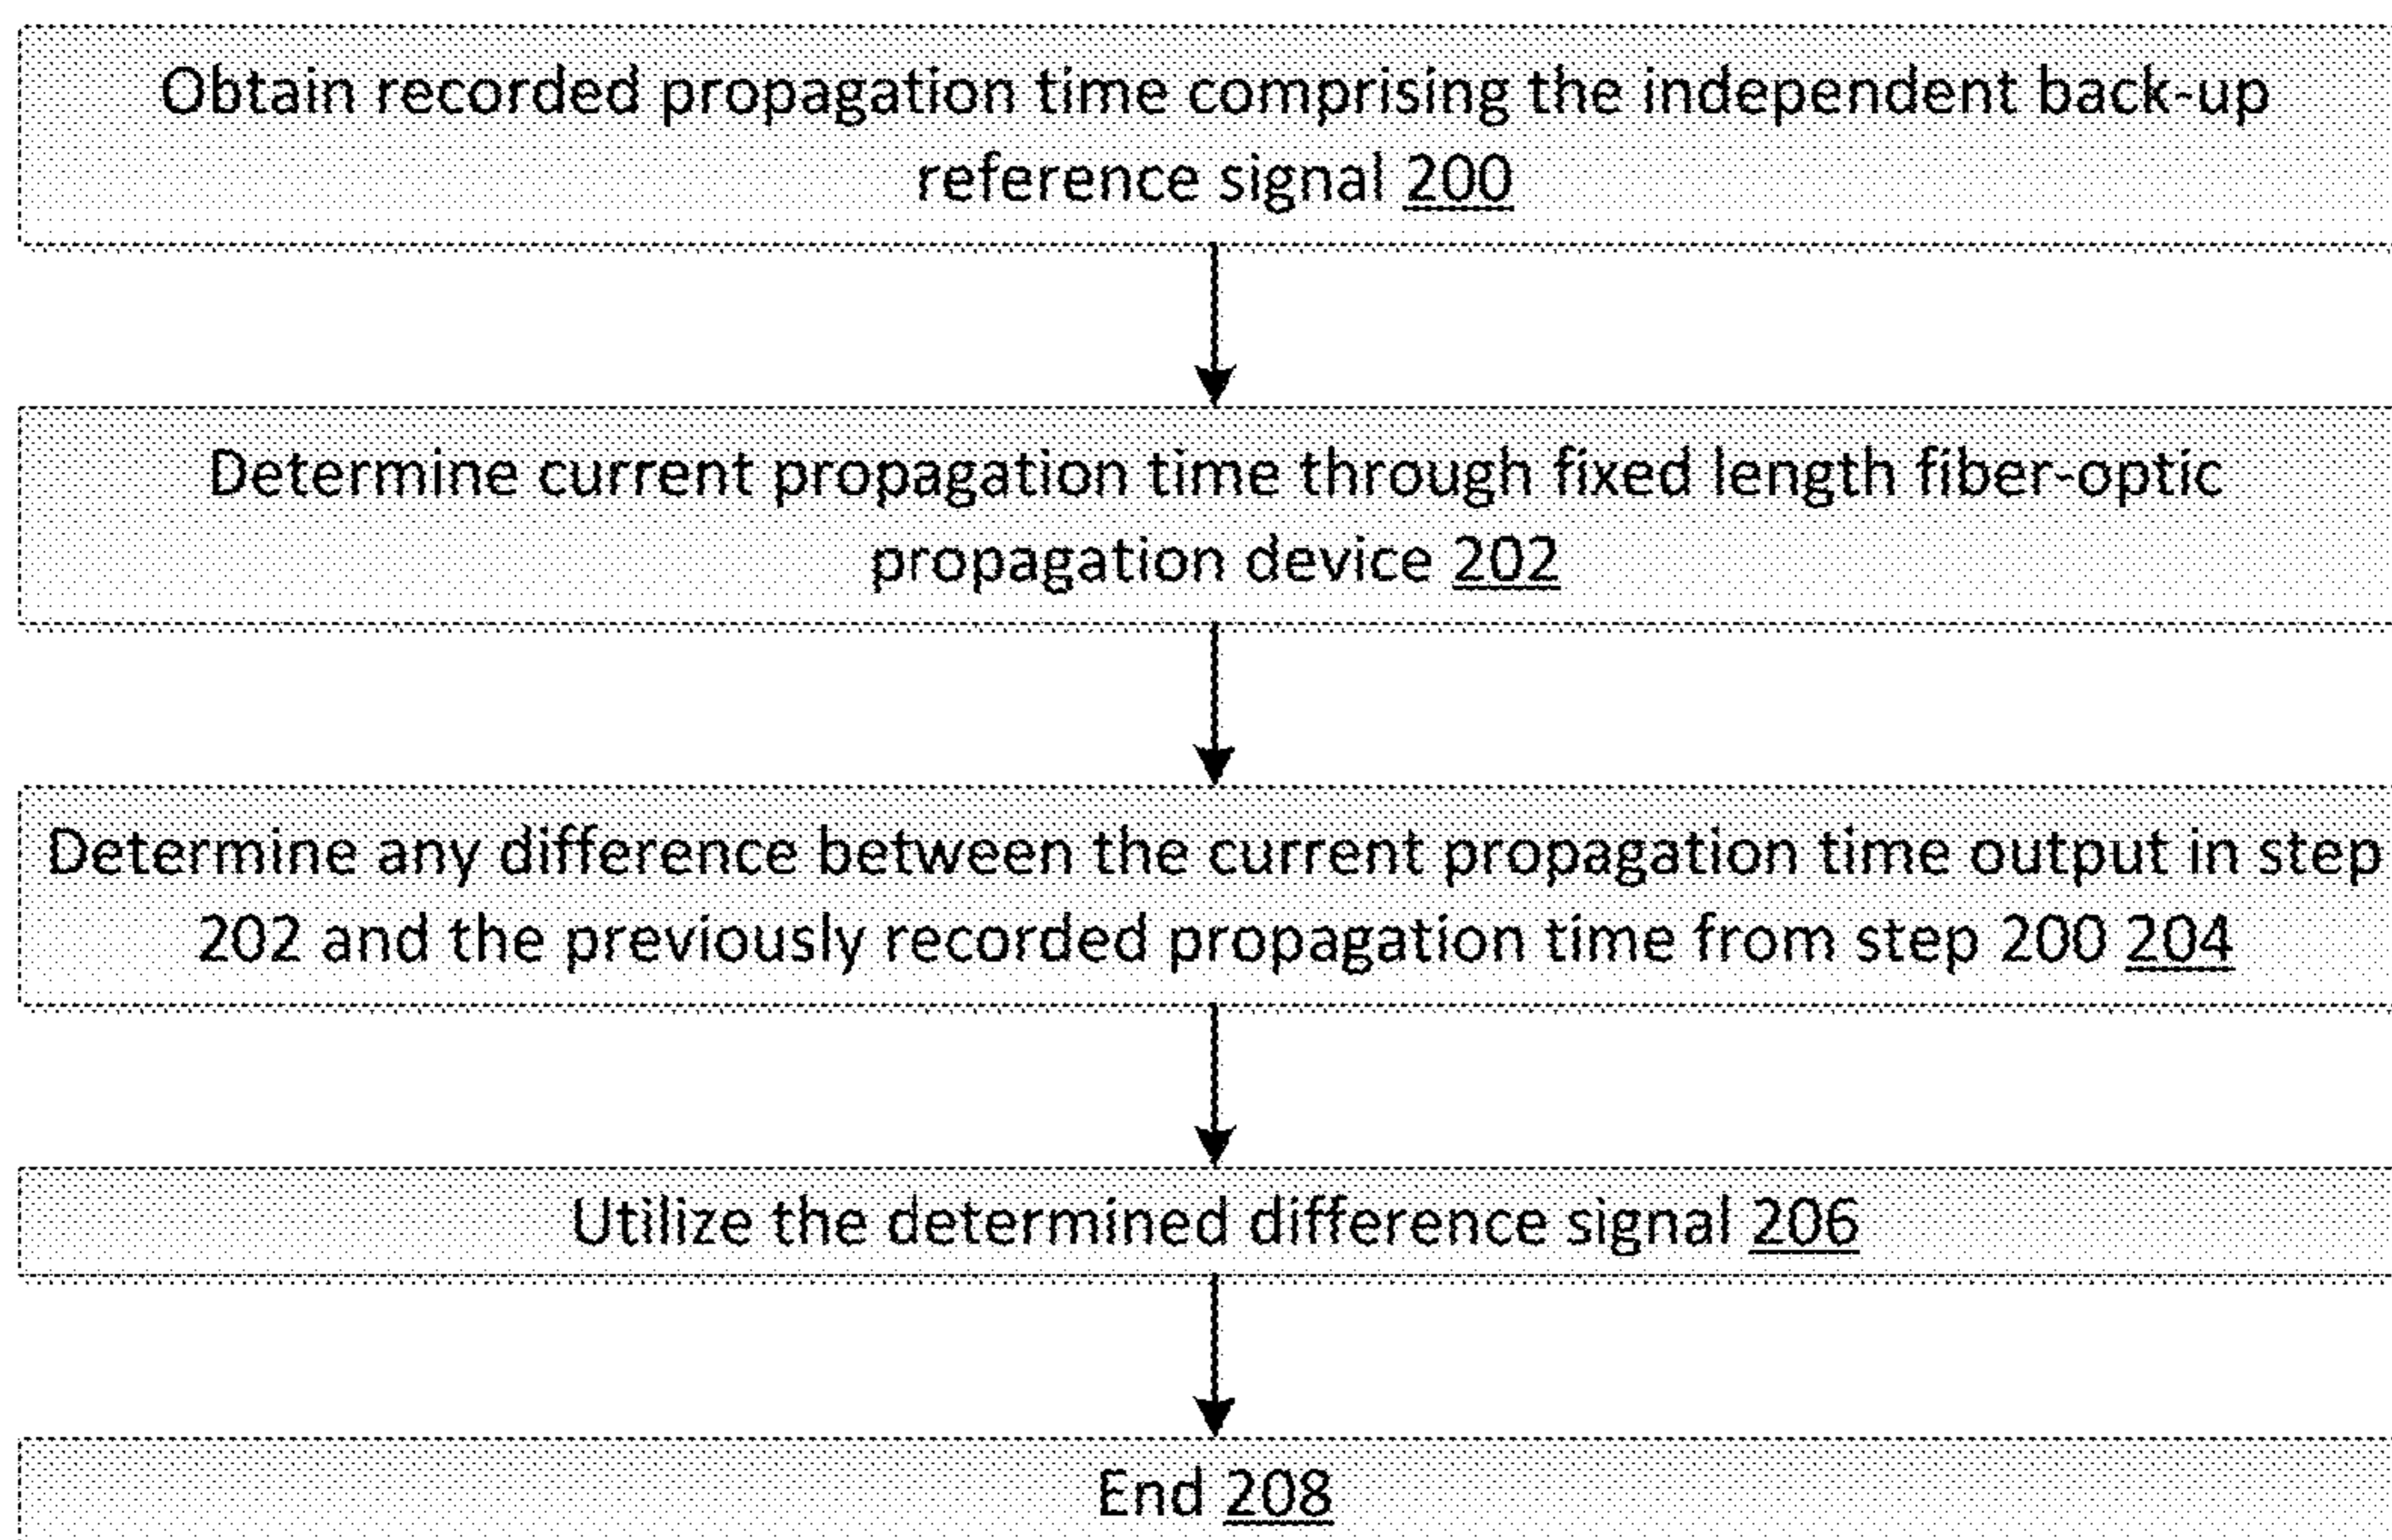 Obtain recorded propagation time comprising the independent back-up
reference signal 200
Determine current propagation time through fixed length fiber-optic
propagation device 202
Determine any difference between the current propagation time output in step
202 and the previously recorded propagation time from step 200 204
Utilize the determined difference signal 206
End 208